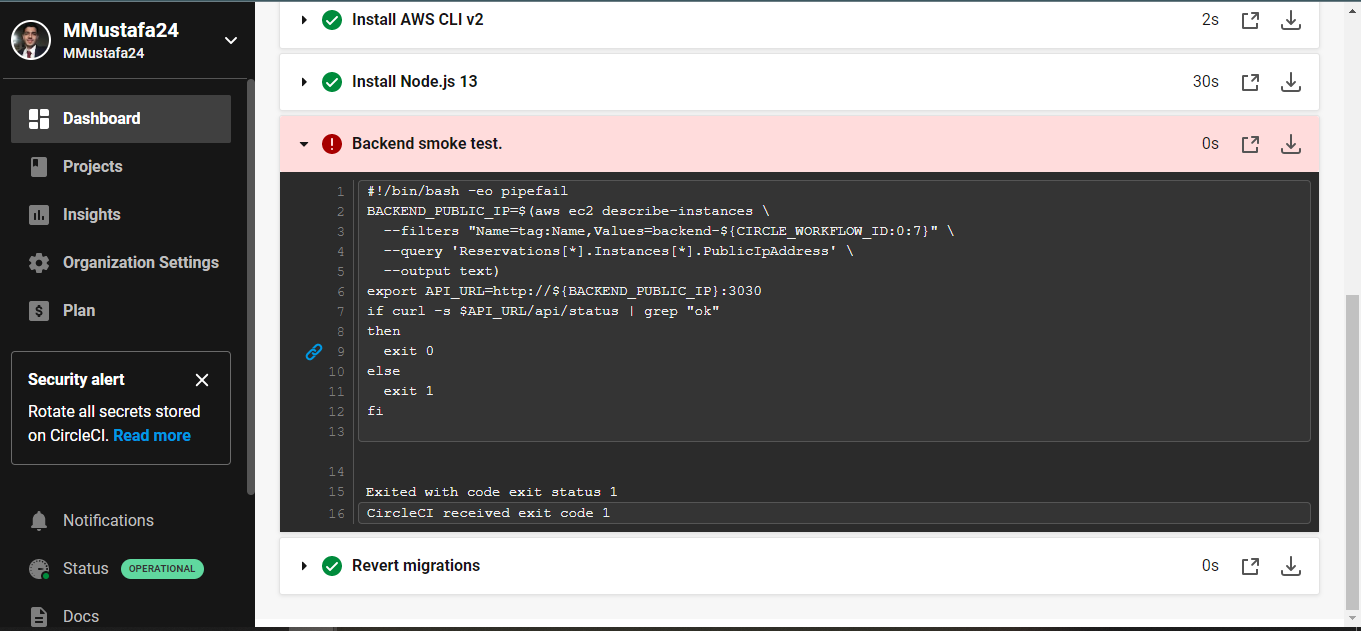 MMustafa24
MMustafa24
Dashboard
Projects
Insights
Organization Settings
Plan
Security alert
Rotate all secrets stored
on CircleCI. Read more
Notifications
Status OPERATIONAL
Docs
Install AWS CLI v2 2s
Install Node.js 13 30s
Backend smoke test. 0s
1 #!/bin/bash -eo pipefail
2 BACKEND_PUBLIC_IP=$(aws ec2 describe-instances \
3   --filters "Name=tag:Name,Values=backend-${CIRCLE_WORKFLOW_ID:0:7}" \
4   --query 'Reservations[*].Instances[*].PublicIpAddress' \
5   --output text)
6 export API_URL=http://${BACKEND_PUBLIC_IP}:3030
7 if curl -s $API_URL/api/status | grep "ok"
8 then
9   exit 0
10 else
11   exit 1
12 fi
13
14
15 Exited with code exit status 1
16 CircleCI received exit code 1
Revert migrations 0s